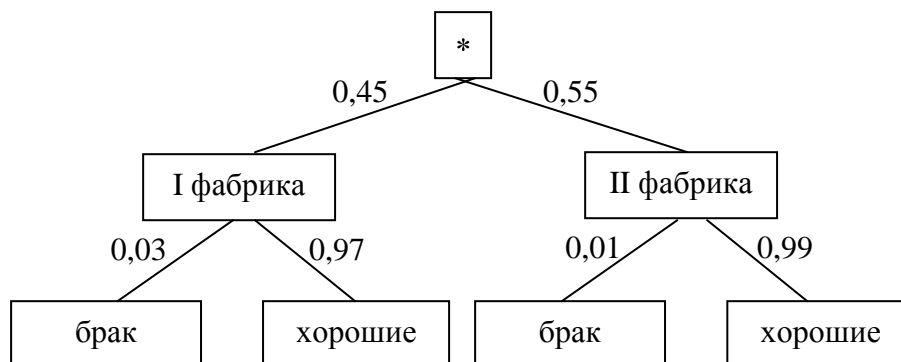 *
0,45 0,55
I фабрика II фабрика
0,03 0,97 0,01 0,99
брак хорошие брак хорошие